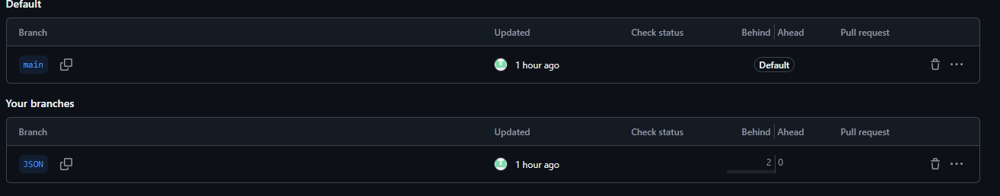 Default
Branch Updated Check status Behind Ahead Pull request
main 1 hour ago Default
Your branches
Branch Updated Check status Behind Ahead Pull request
JSON 1 hour ago 2 0